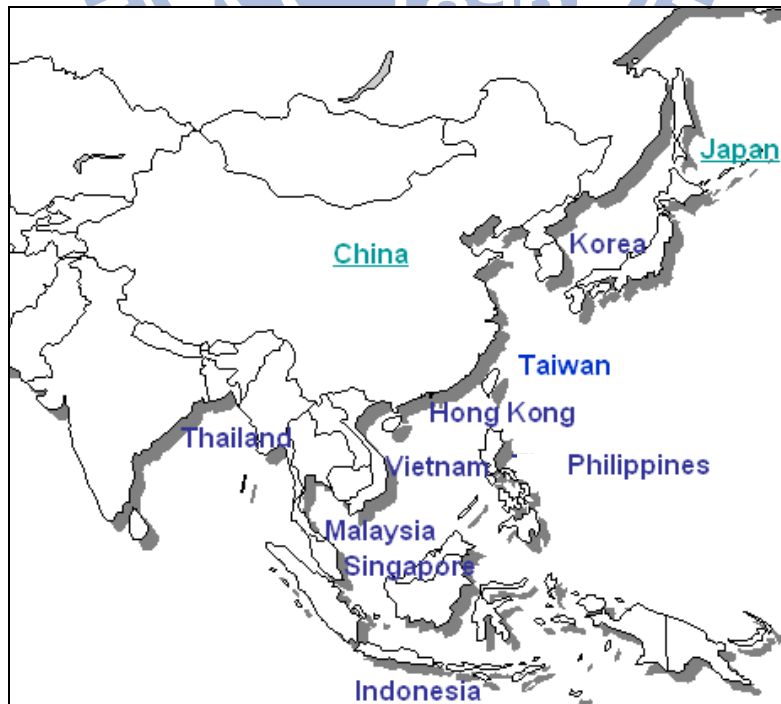 Japan
Korea
China
Taiwan
Hong Kong
Thailand
Vietnam
Philippines
Malaysia
Singapore
Indonesia